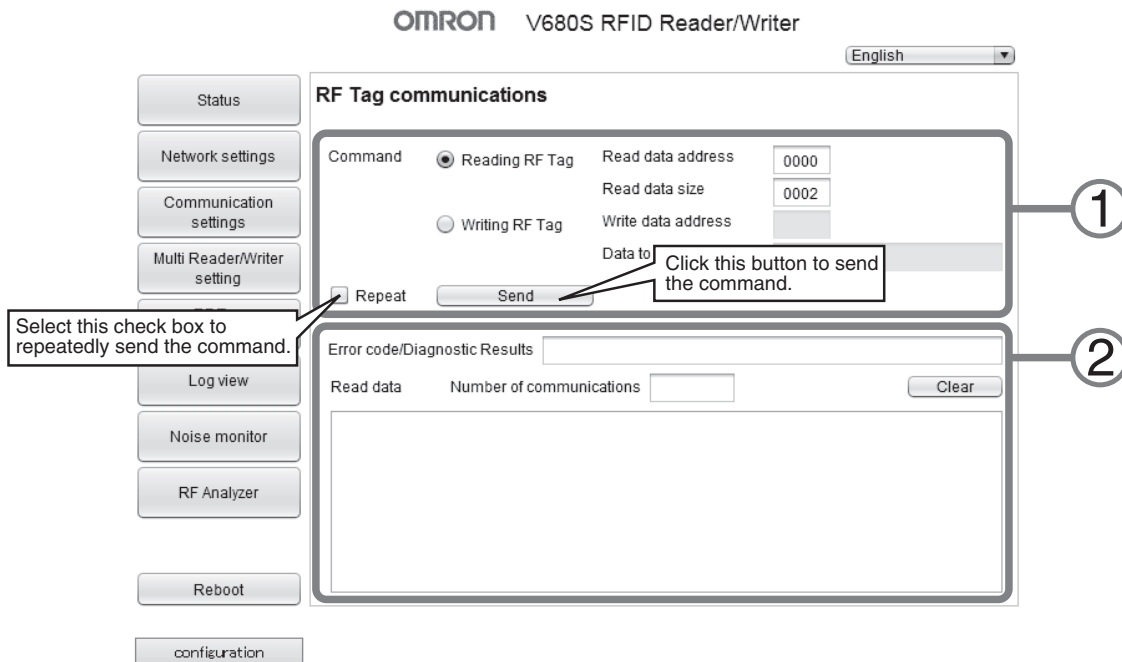 OMRON V680S RFID Reader/Writer
English
Status
Network settings
Communication
settings
Multi Reader/Writer
setting
Log view
Noise monitor
RF Analyzer
Reboot
configuration
RF Tag communications
Command Reading RF Tag Read data address 0000
Read data size 0002
Writing RF Tag Write data address
Data to
Click this button to send
the command.
Repeat Send
Select this check box to
repeatedly send the command.
1
Error code/Diagnostic Results
Read data Number of communications Clear
2